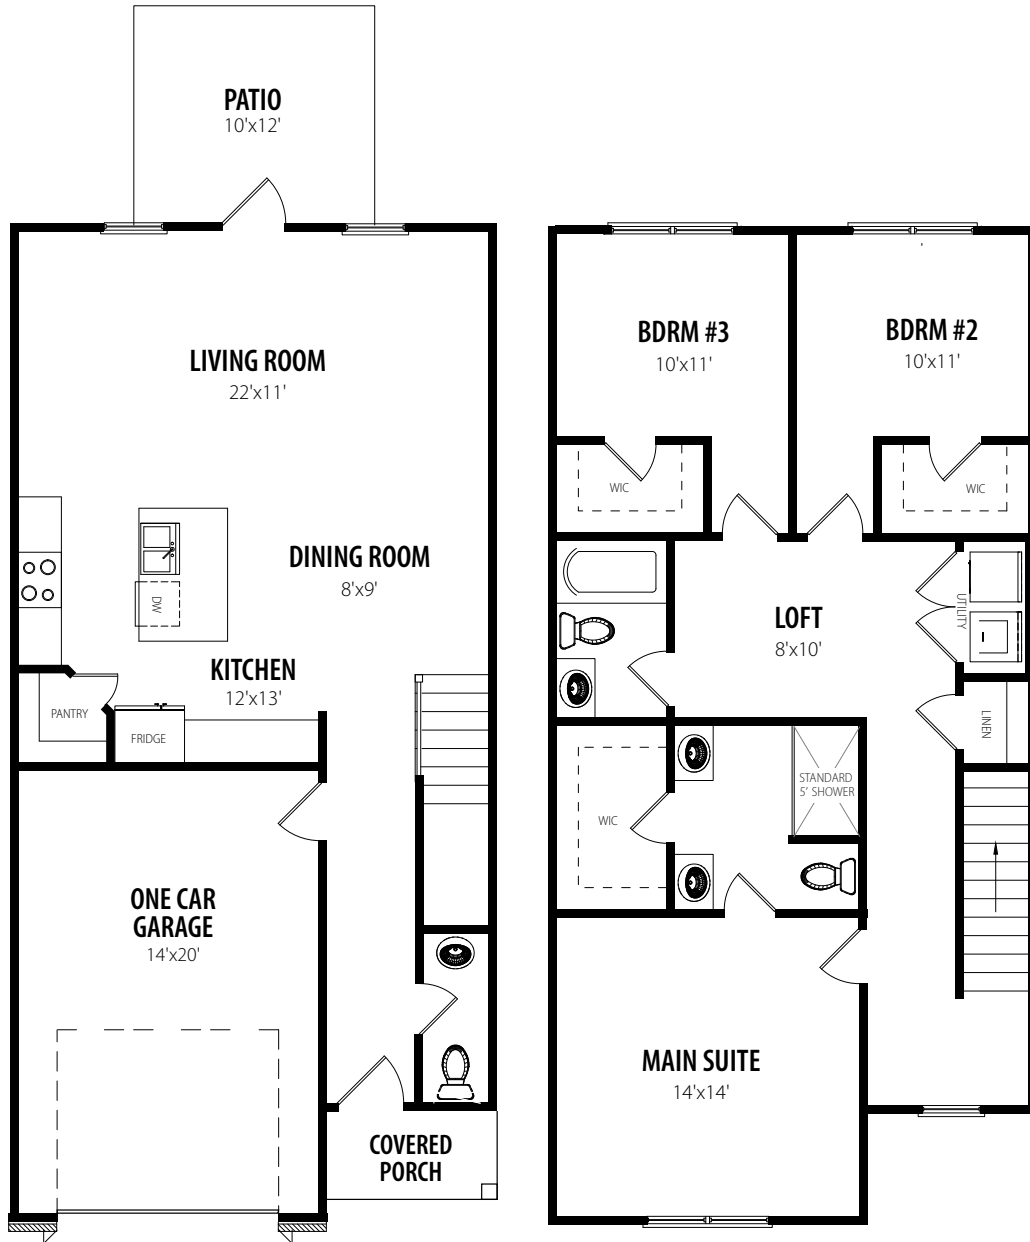 PATIO
10'x12'
LIVING ROOM
22'x11'
DINING ROOM
8'x9'
DW
KITCHEN
12'x13'
PANTRY
FRIDGE
ONE CAR
GARAGE
14'x20'
COVERED
PORCH
BDRM #3
10'x11'
BDRM #2
10'x11'
WIC
WIC
LOFT
8'x10'
UTILITY
LINEN
STANDARD
5' SHOWER
WIC
MAIN SUITE
14'x14'